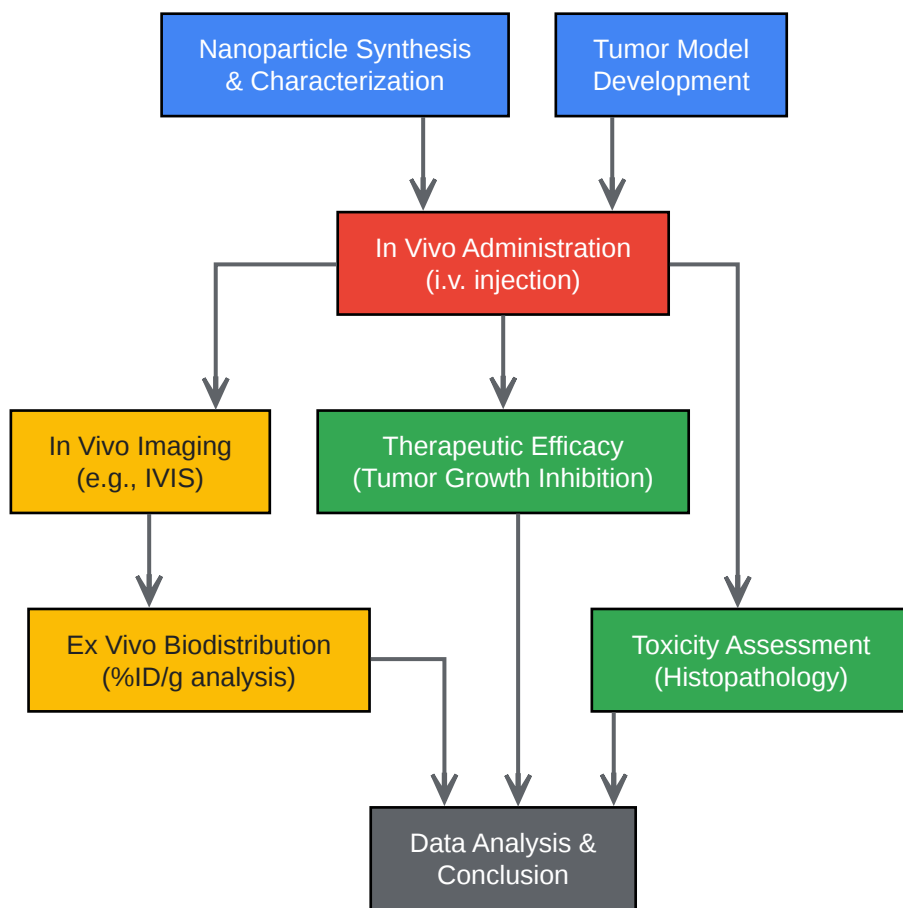 Nanoparticle Synthesis
& Characterization
Tumor Model
Development
In Vivo Administration
(i.v. injection)
In Vivo Imaging
(e.g., IVIS)
Therapeutic Efficacy
(Tumor Growth Inhibition)
Ex Vivo Biodistribution
(%ID/g analysis)
Toxicity Assessment
(Histopathology)
Data Analysis &
Conclusion